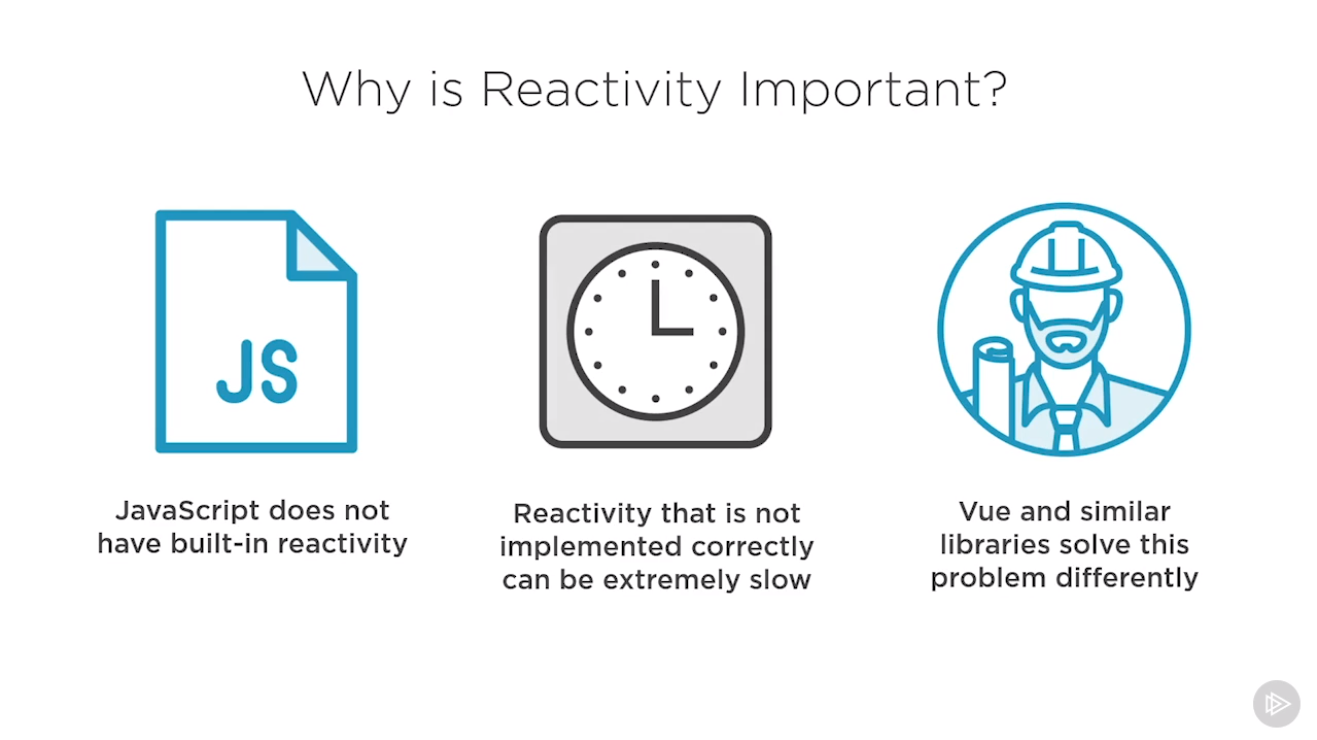 Why is Reactivity Important?
JS
JavaScript does not
have built-in reactivity
Reactivity that is not
implemented correctly
can be extremely slow
Vue and similar
libraries solve this
problem differently